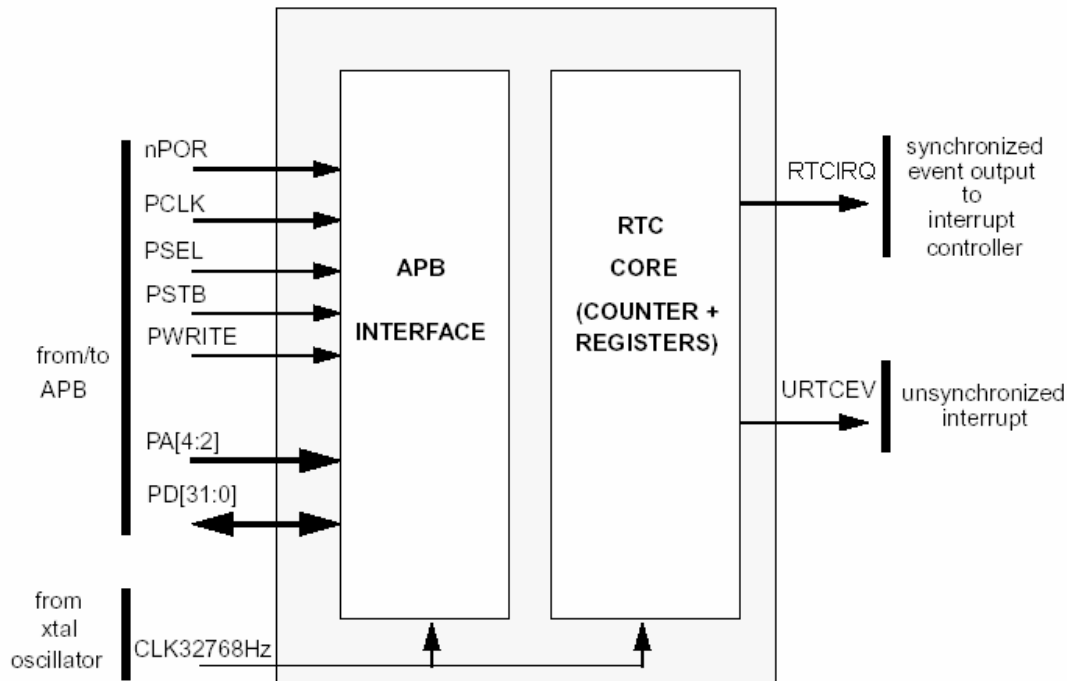 nPOR
PCLK
PSEL
PSTB
PWRITE
from/to
APB
PA[4:2]
PD[31:0]
from
xtal
oscillator
CLK32768Hz
APB
INTERFACE
RTC
CORE
(COUNTER +
REGISTERS)
RTCIRQ
synchronized
event output
to
interrupt
controller
URTCEV
unsynchronized
interrupt